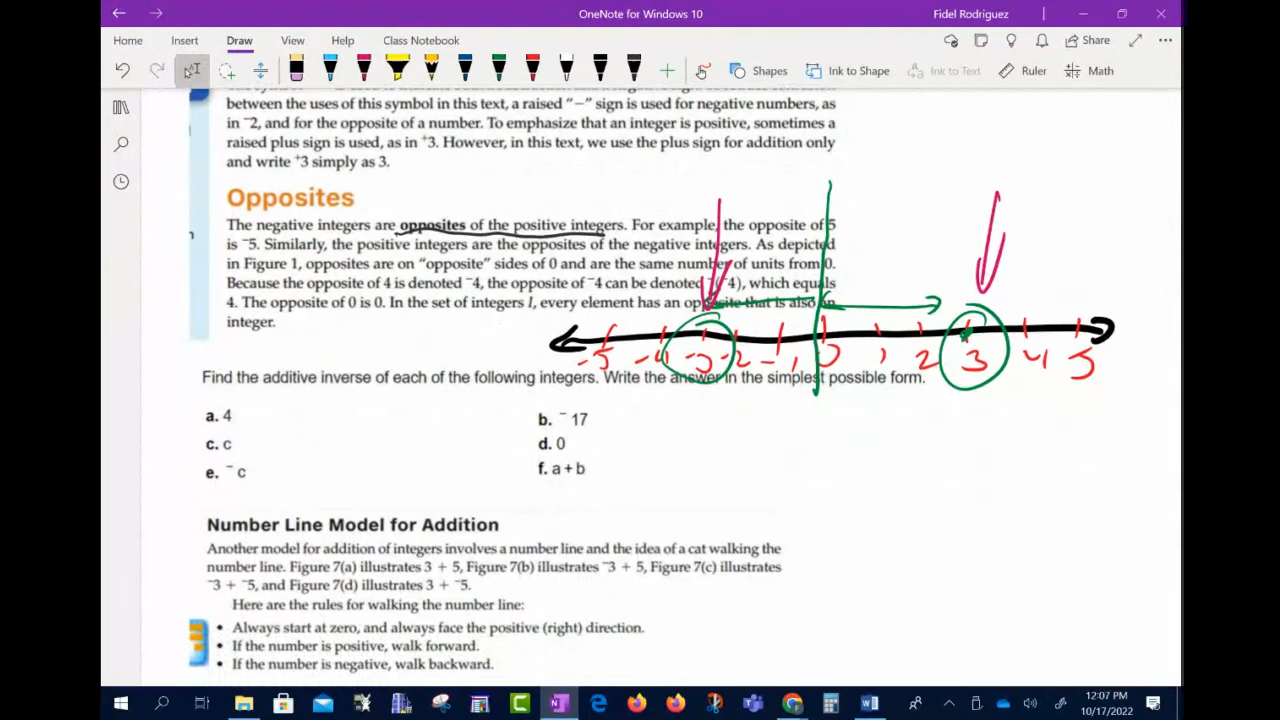 OneNote for Windows 10
Fidel Rodriguez
Home Insert Draw View Help Class Notebook
Share
Shapes Ink to Shape Ink to Text Ruler Math
between the uses of this symbol in this text, a raised “−” sign is used for negative numbers, as
in ⁻2, and for the opposite of a number. To emphasize that an integer is positive, sometimes a
raised plus sign is used, as in ⁺3. However, in this text, we use the plus sign for addition only
and write ⁺3 simply as 3.
Opposites
The negative integers are opposites of the positive integers. For example, the opposite of 5
is ⁻5. Similarly, the positive integers are the opposites of the negative integers. As depicted
in Figure 1, opposites are on “opposite” sides of 0 and are the same number of units from 0.
Because the opposite of 4 is denoted ⁻4, the opposite of ⁻4 can be denoted ⁻(⁻4), which equals
4. The opposite of 0 is 0. In the set of integers I, every element has an opposite that is also an
integer.
-5 -4 -3 -2 -1 0 1 2 3 4 5
Find the additive inverse of each of the following integers. Write the answer in the simplest possible form.
a. 4 b. ⁻ 17
c. c d. 0
e. ⁻ c f. a + b
Number Line Model for Addition
Another model for addition of integers involves a number line and the idea of a cat walking the
number line. Figure 7(a) illustrates 3 + 5, Figure 7(b) illustrates ⁻3 + 5, Figure 7(c) illustrates
⁻3 + ⁻5, and Figure 7(d) illustrates 3 + ⁻5.
Here are the rules for walking the number line:
• Always start at zero, and always face the positive (right) direction.
• If the number is positive, walk forward.
• If the number is negative, walk backward.
12:07 PM
10/17/2022